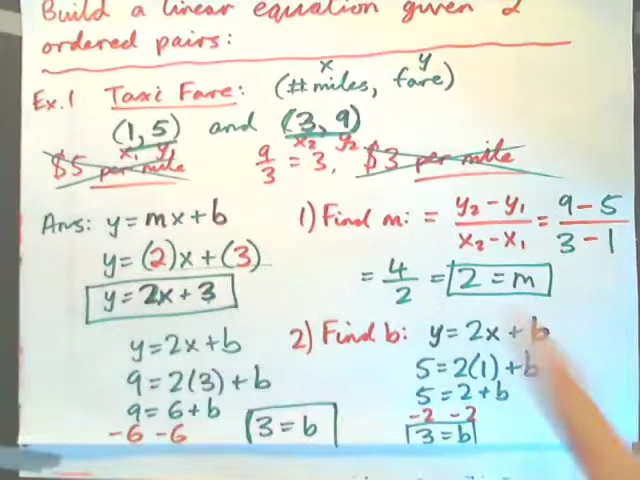 Build a linear equation given 2
ordered pairs:
Ex.1 Taxi Fare: (#miles, fare)
x y
(1, 5) and (3, 9)
x₁ y₁ x₂ y₂
$5 per mile 9/3 = 3, $3 per mile
Ans: y = mx + b
y = (2)x + (3)
y = 2x + 3
1) Find m: = y₂ - y₁ / x₂ - x₁ = 9 - 5 / 3 - 1
= 4/2 = 2 = m
y = 2x + b
9 = 2(3) + b
9 = 6 + b
-6 -6
3 = b
2) Find b: y = 2x + b
5 = 2(1) + b
5 = 2 + b
-2 -2
3 = b